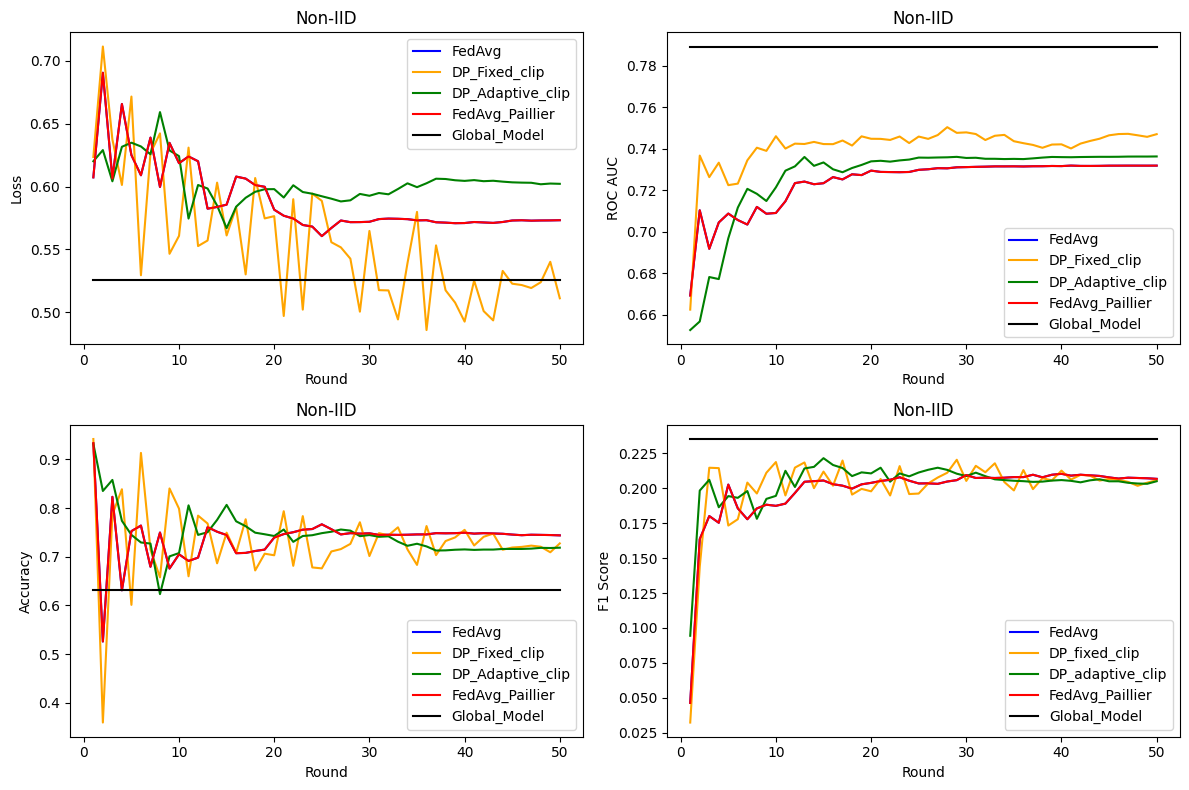 Non-IID
Loss
0.70
0.65
0.60
0.55
0.50
0
10
20
30
40
50
Round
FedAvg
DP_Fixed_clip
DP_Adaptive_clip
FedAvg_Paillier
Global_Model
Non-IID
ROC AUC
0.78
0.76
0.74
0.72
0.70
0.68
0.66
0
10
20
30
40
50
Round
FedAvg
DP_Fixed_clip
DP_Adaptive_clip
FedAvg_Paillier
Global_Model
Non-IID
Accuracy
0.9
0.8
0.7
0.6
0.5
0.4
0
10
20
30
40
50
Round
FedAvg
DP_Fixed_clip
DP_Adaptive_clip
FedAvg_Paillier
Global_Model
Non-IID
F1 Score
0.225
0.200
0.175
0.150
0.125
0.100
0.075
0.050
0.025
0
10
20
30
40
50
Round
FedAvg
DP_fixed_clip
DP_adaptive_clip
FedAvg_Paillier
Global_Model